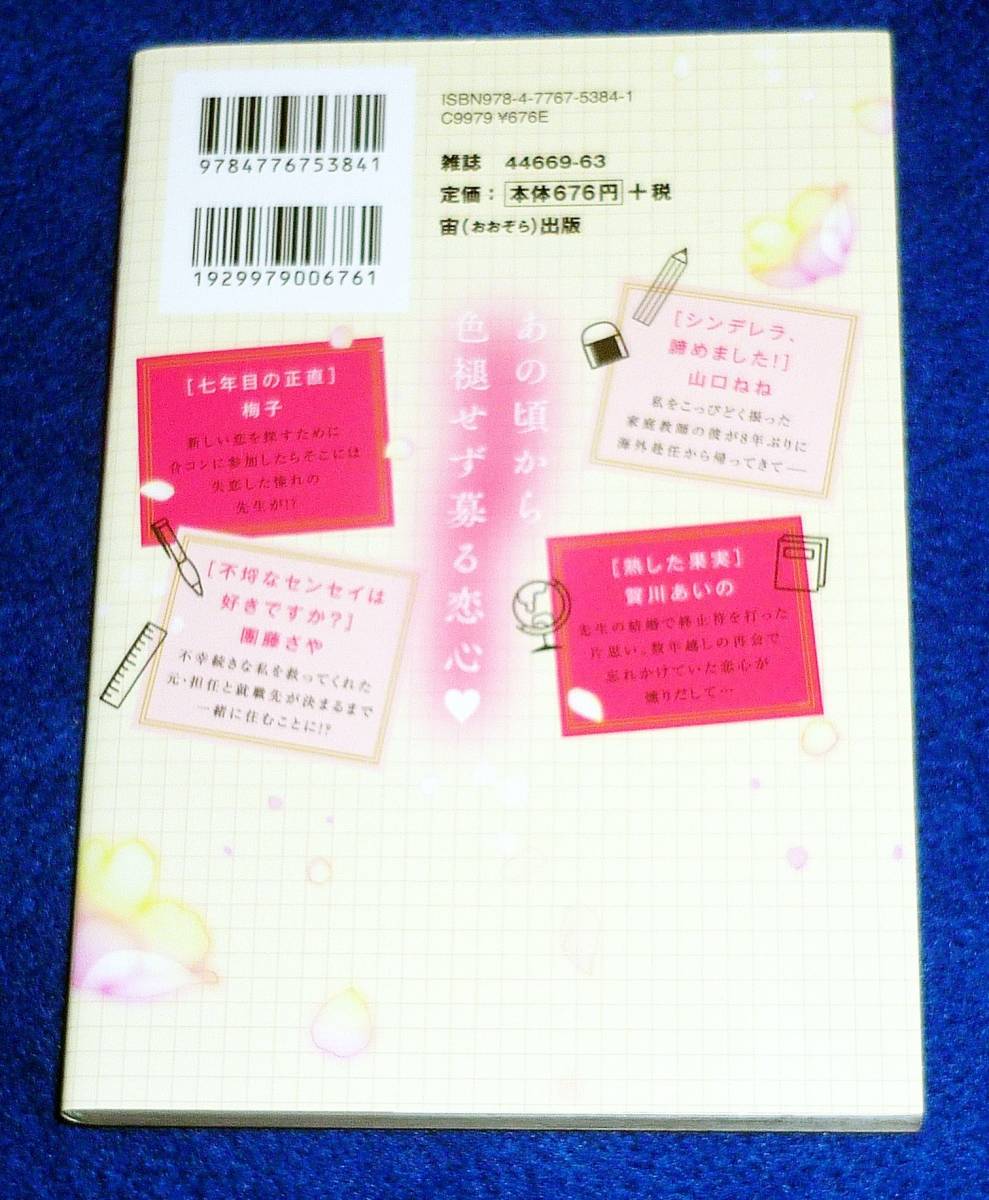 9784776753841
1929979006761
ISBN978-4-7767-5384-1
C9979 ¥676E
雑誌 44669-63
定価：本体676円＋税
宙（おおぞら）出版
あの頃から
色褪せず募る恋心♥
［シンデレラ、
諦めました！］
山口ねね
私をこっぴどく振った
家庭教師の彼が8年ぶりに
海外赴任から帰ってきて──
［七年目の正直］
梅子
新しい恋を探すために
合コンに参加したらそこには
失恋した憧れの
先生が!?
［不埒なセンセイは
好きですか？］
團藤さや
不幸続きな私を救ってくれた
元・担任と就職先が決まるまで
一緒に住むことに!?
［熟した果実］
賀川あいの
先生の結婚で終止符を打った
片思い。数年越しの再会で
忘れかけていた恋心が
燻りだして…